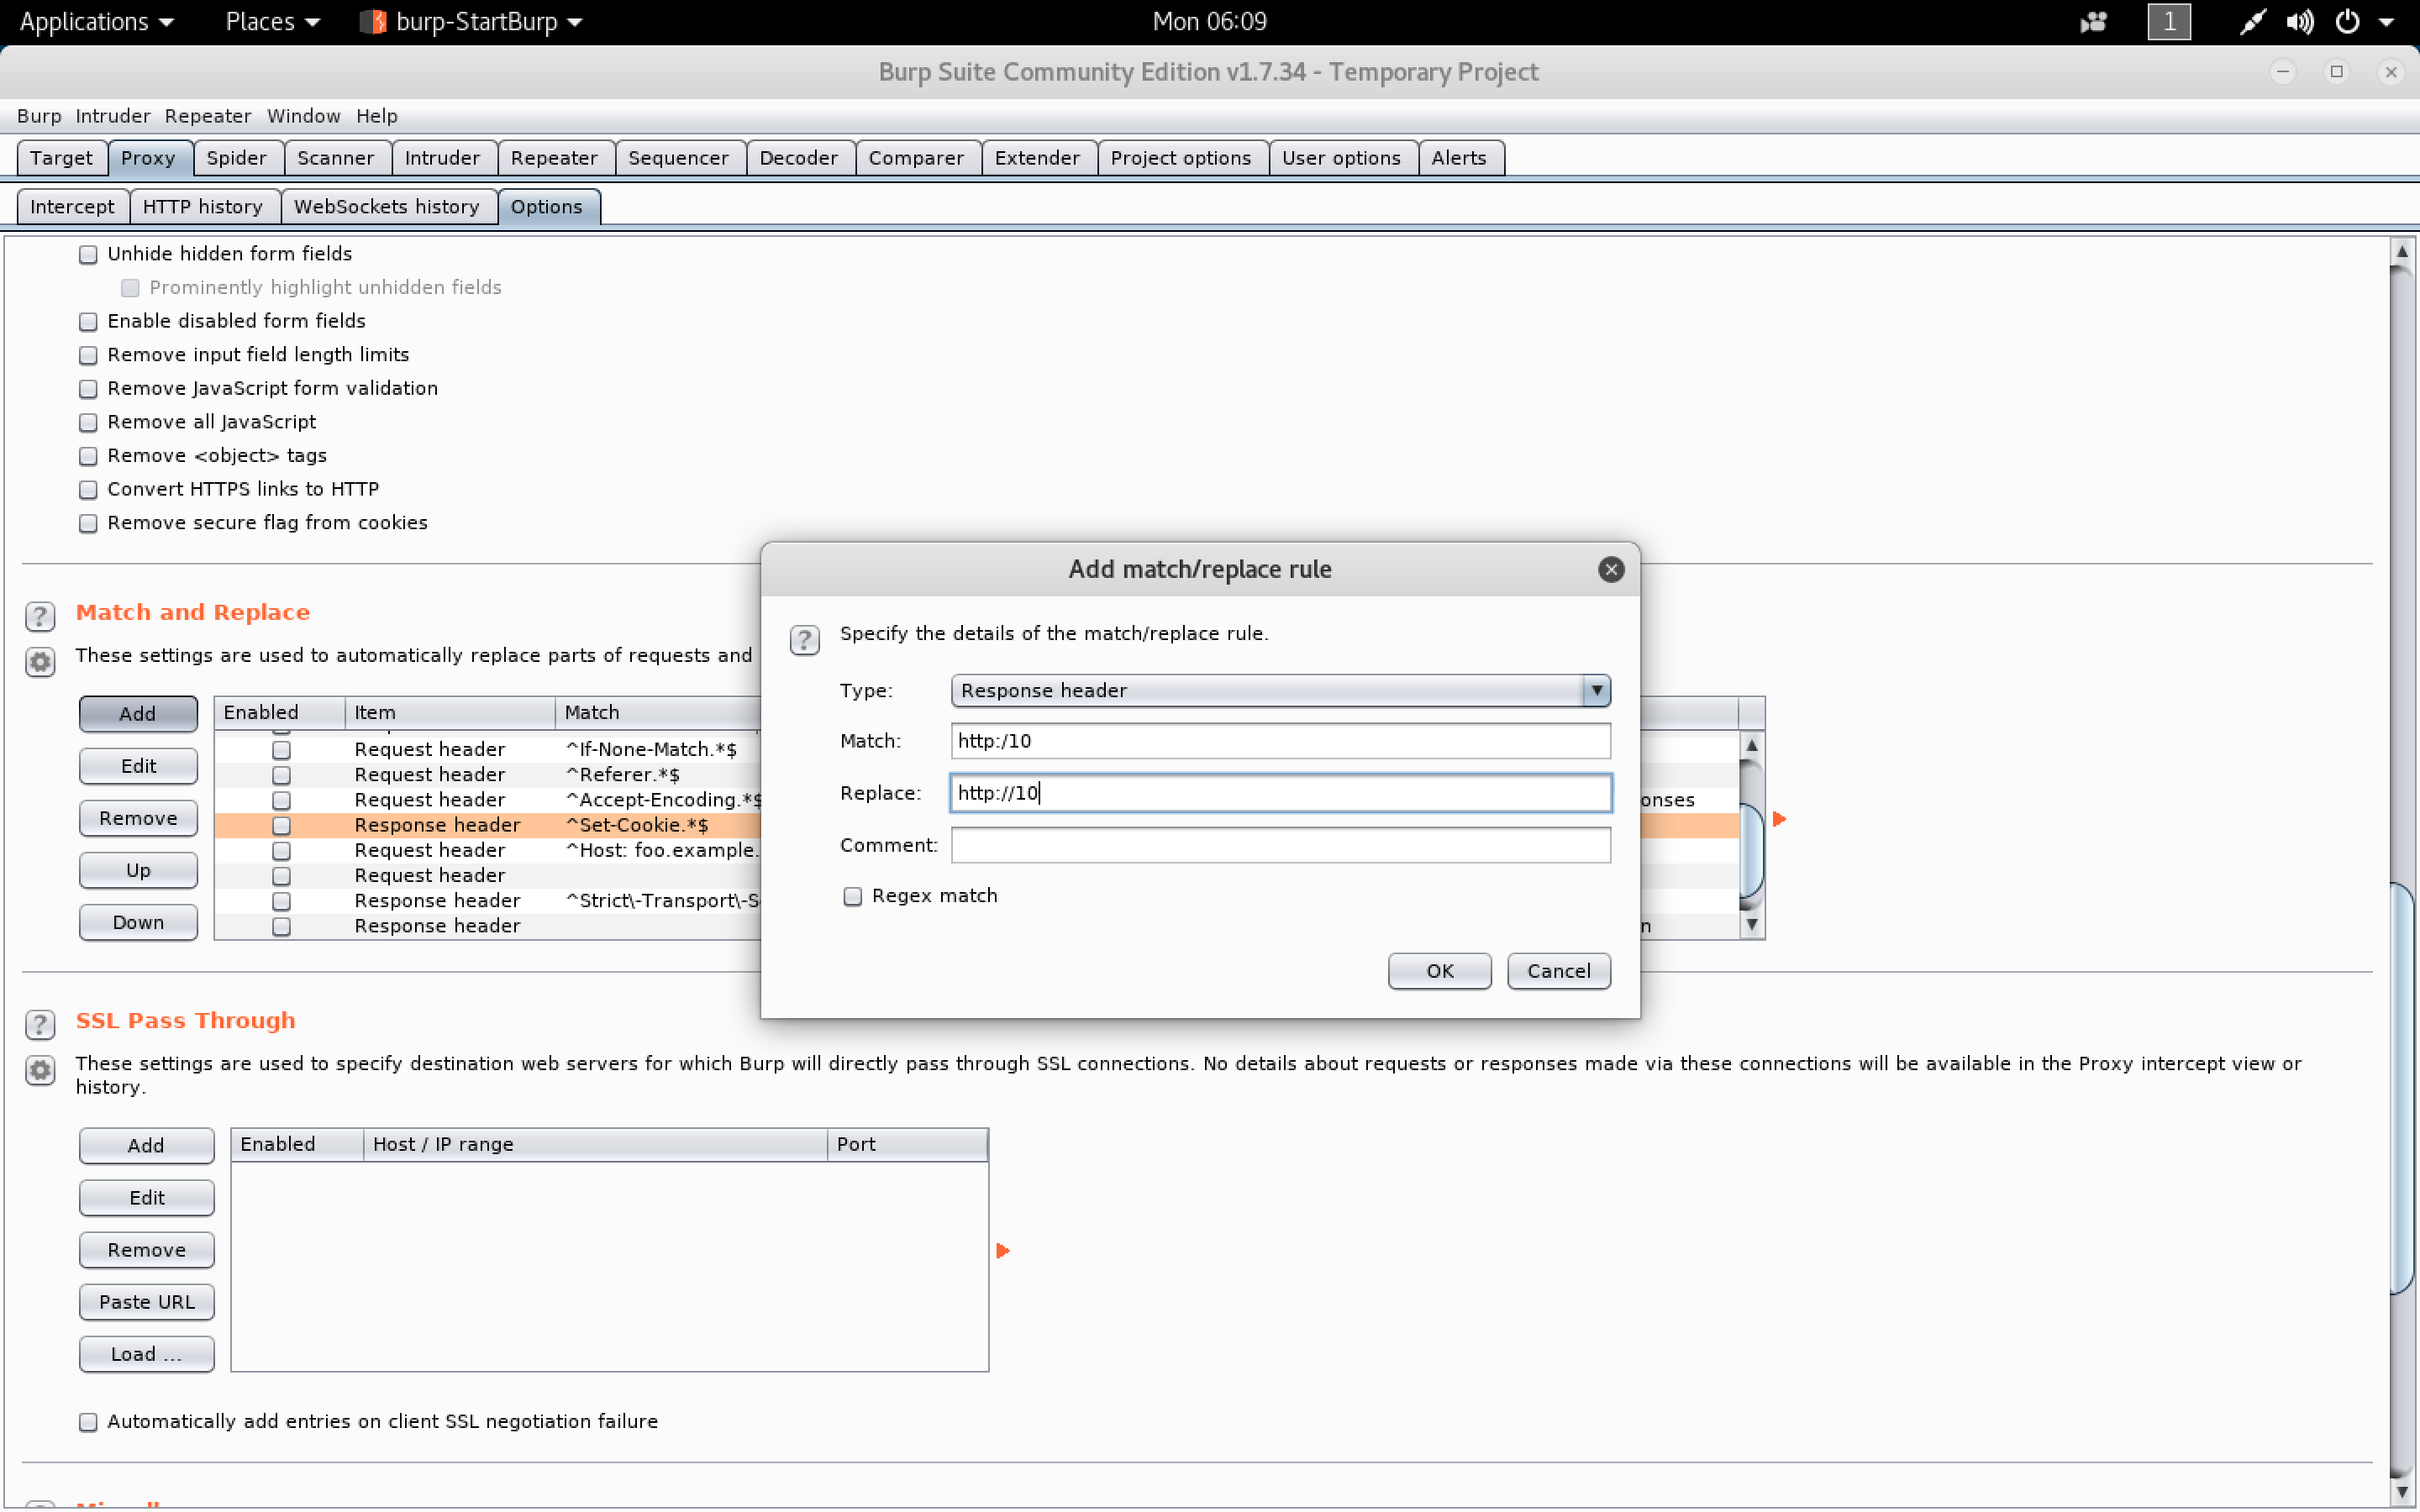 Applications Places burp-StartBurp Mon 06:09 1
Burp Suite Community Edition v1.7.34 - Temporary Project
Burp Intruder Repeater Window Help
Target Proxy Spider Scanner Intruder Repeater Sequencer Decoder Comparer Extender Project options User options Alerts
Intercept HTTP history WebSockets history Options
Unhide hidden form fields
Prominently highlight unhidden fields
Enable disabled form fields
Remove input field length limits
Remove JavaScript form validation
Remove all JavaScript
Remove <object> tags
Convert HTTPS links to HTTP
Remove secure flag from cookies
? Match and Replace
These settings are used to automatically replace parts of requests and
Add
Edit
Remove
Up
Down
Enabled Item Match
Request header ^If-None-Match.*$
Request header ^Referer.*$
Request header ^Accept-Encoding.*$ onses
Response header ^Set-Cookie.*$
Request header ^Host: foo.example.
Request header
Response header ^Strict\-Transport\-S
Response header n
Add match/replace rule
? Specify the details of the match/replace rule.
Type: Response header
Match: http:/10
Replace: http://10
Comment:
Regex match
OK Cancel
? SSL Pass Through
These settings are used to specify destination web servers for which Burp will directly pass through SSL connections. No details about requests or responses made via these connections will be available in the Proxy intercept view or
history.
Add
Edit
Remove
Paste URL
Load ...
Enabled Host / IP range Port
Automatically add entries on client SSL negotiation failure